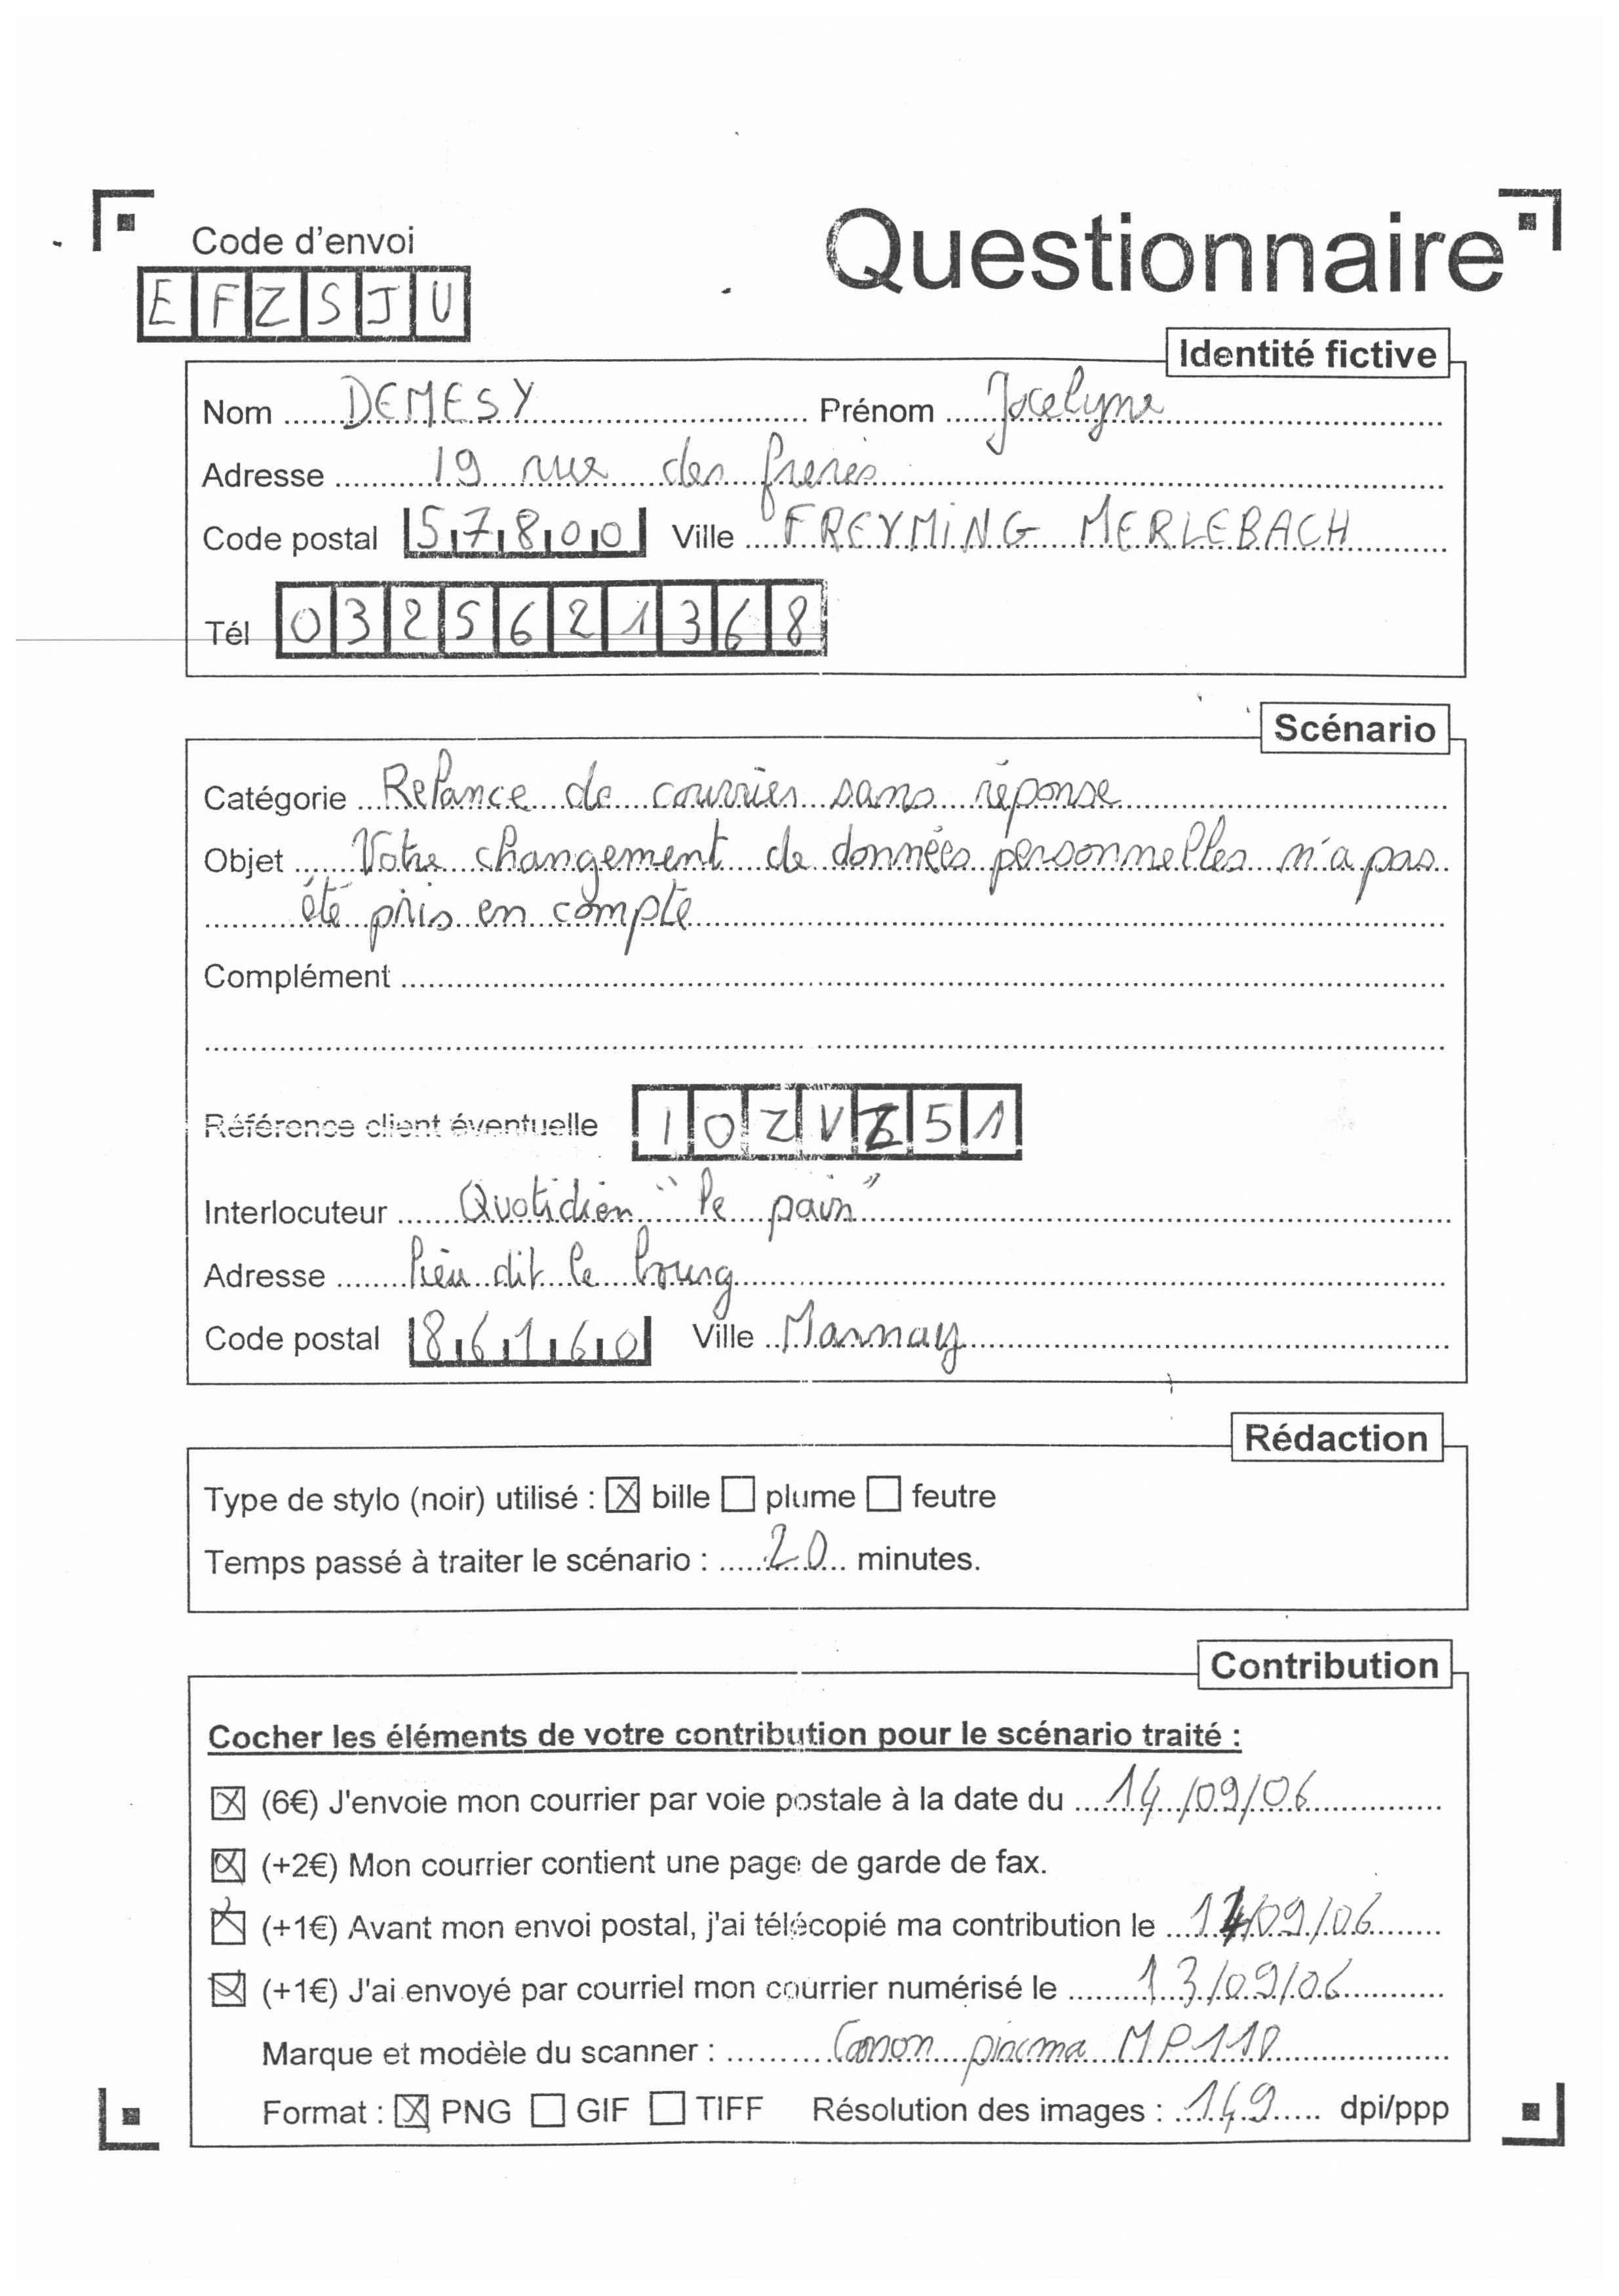 Code d'envoi
Questionnaire
E F Z S J U
Identité fictive
Nom DEMESY Prénom Jocelyne
Adresse 19 rue des freres
Code postal 57800 Ville FREYMING MERLEBACH
Tél 0325621368
Scénario
Catégorie Relance de courrier sans réponse
Objet Votre changement de données personnelles n'a pas
été pris en compte
Complément
Référence client éventuelle 1 0 Z V Z 5 1
Interlocuteur Quotidien "le pain"
Adresse lieu dit le bourg
Code postal 86160 Ville Marnay
Rédaction
Type de stylo (noir) utilisé : ☒ bille ☐ plume ☐ feutre
Temps passé à traiter le scénario : 20 minutes.
Contribution
Cocher les éléments de votre contribution pour le scénario traité :
☒ (6€) J'envoie mon courrier par voie postale à la date du 14/09/06
☒ (+2€) Mon courrier contient une page de garde de fax.
☒ (+1€) Avant mon envoi postal, j'ai télécopié ma contribution le /09/06
☒ (+1€) J'ai envoyé par courriel mon courrier numérisé le 13/09/06
Marque et modèle du scanner : Canon pixma MP110
Format : ☒ PNG ☐ GIF ☐ TIFF Résolution des images : 149 dpi/ppp